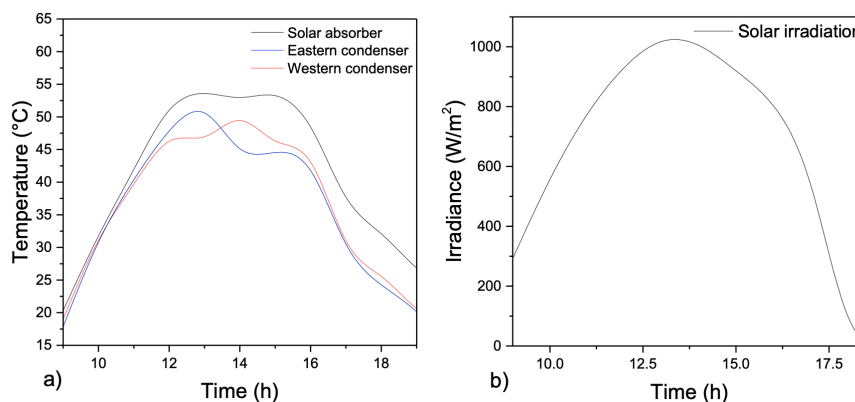 65
60
55
50
45
40
35
30
25
20
15
10
12
14
16
18
Temperature (°C)
Time (h)
a)
Solar absorber
Eastern condenser
Western condenser
1000
800
600
400
200
0
10.0
12.5
15.0
17.5
Irradiance (W/m²)
Time (h)
b)
Solar irradiation